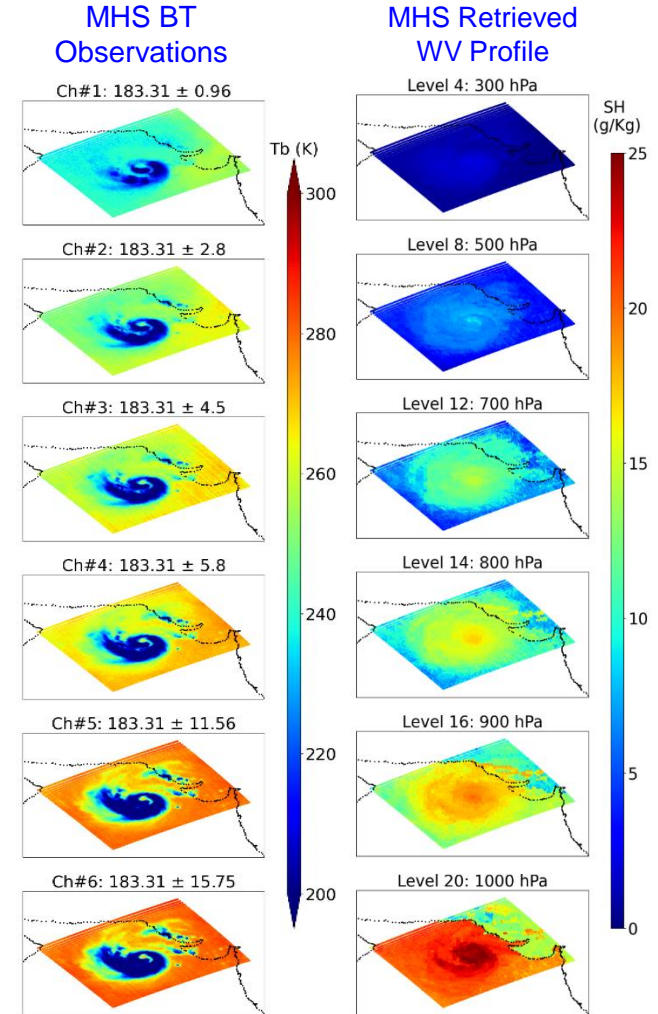 MHS BT
Observations
Ch#1: 183.31 ± 0.96
Ch#2: 183.31 ± 2.8
Ch#3: 183.31 ± 4.5
Ch#4: 183.31 ± 5.8
Ch#5: 183.31 ± 11.56
Ch#6: 183.31 ± 15.75
Tb (K)
300
280
260
240
220
200
MHS Retrieved
WV Profile
Level 4: 300 hPa
Level 8: 500 hPa
Level 12: 700 hPa
Level 14: 800 hPa
Level 16: 900 hPa
Level 20: 1000 hPa
SH
(g/Kg)
25
20
15
10
5
0